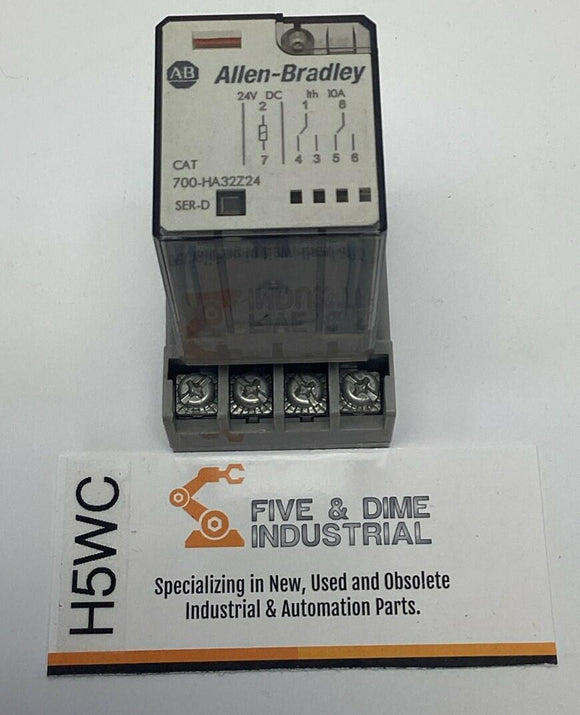 AB Allen-Bradley
24V DC Ith 10A
2 1 8
7 4 3 5 6
CAT
700-HA32Z24
SER-D
H5WC
FIVE & DIME
INDUSTRIAL
Specializing in New, Used and Obsolete
Industrial & Automation Parts.